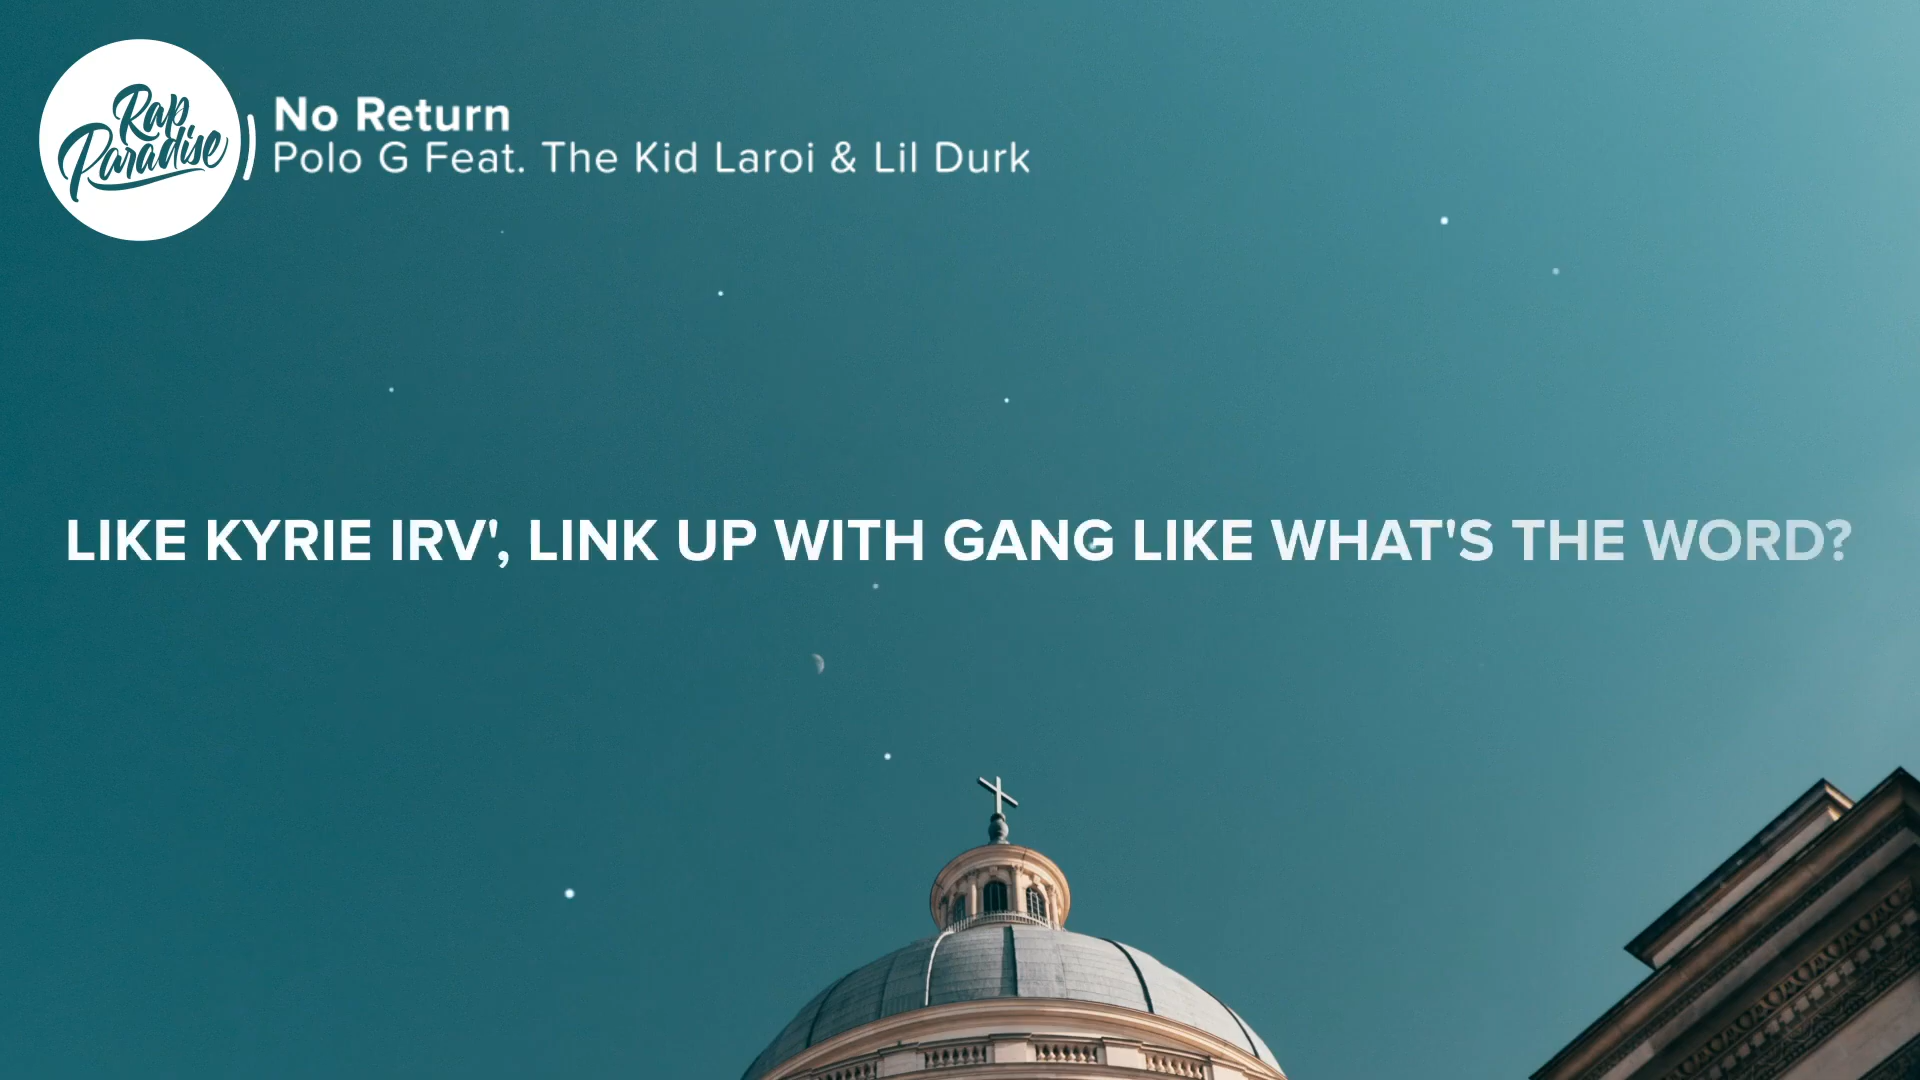 Rap
Paradise
No Return
Polo G Feat. The Kid Laroi & Lil Durk
LIKE KYRIE IRV', LINK UP WITH GANG LIKE WHAT'S THE WORD?